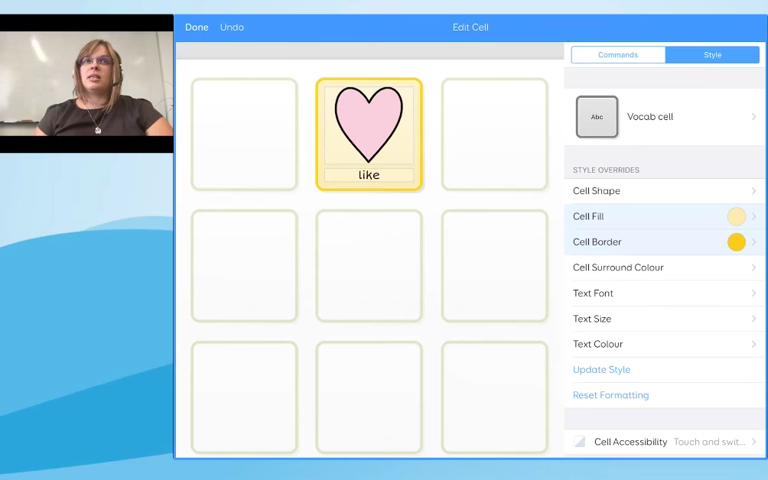 Done Undo Edit Cell
Commands Style
Abc Vocab cell
STYLE OVERRIDES
Cell Shape
Cell Fill
Cell Border
Cell Surround Colour
Text Font
Text Size
Text Colour
Update Style
Reset Formatting
Cell Accessibility Touch and swit...
like